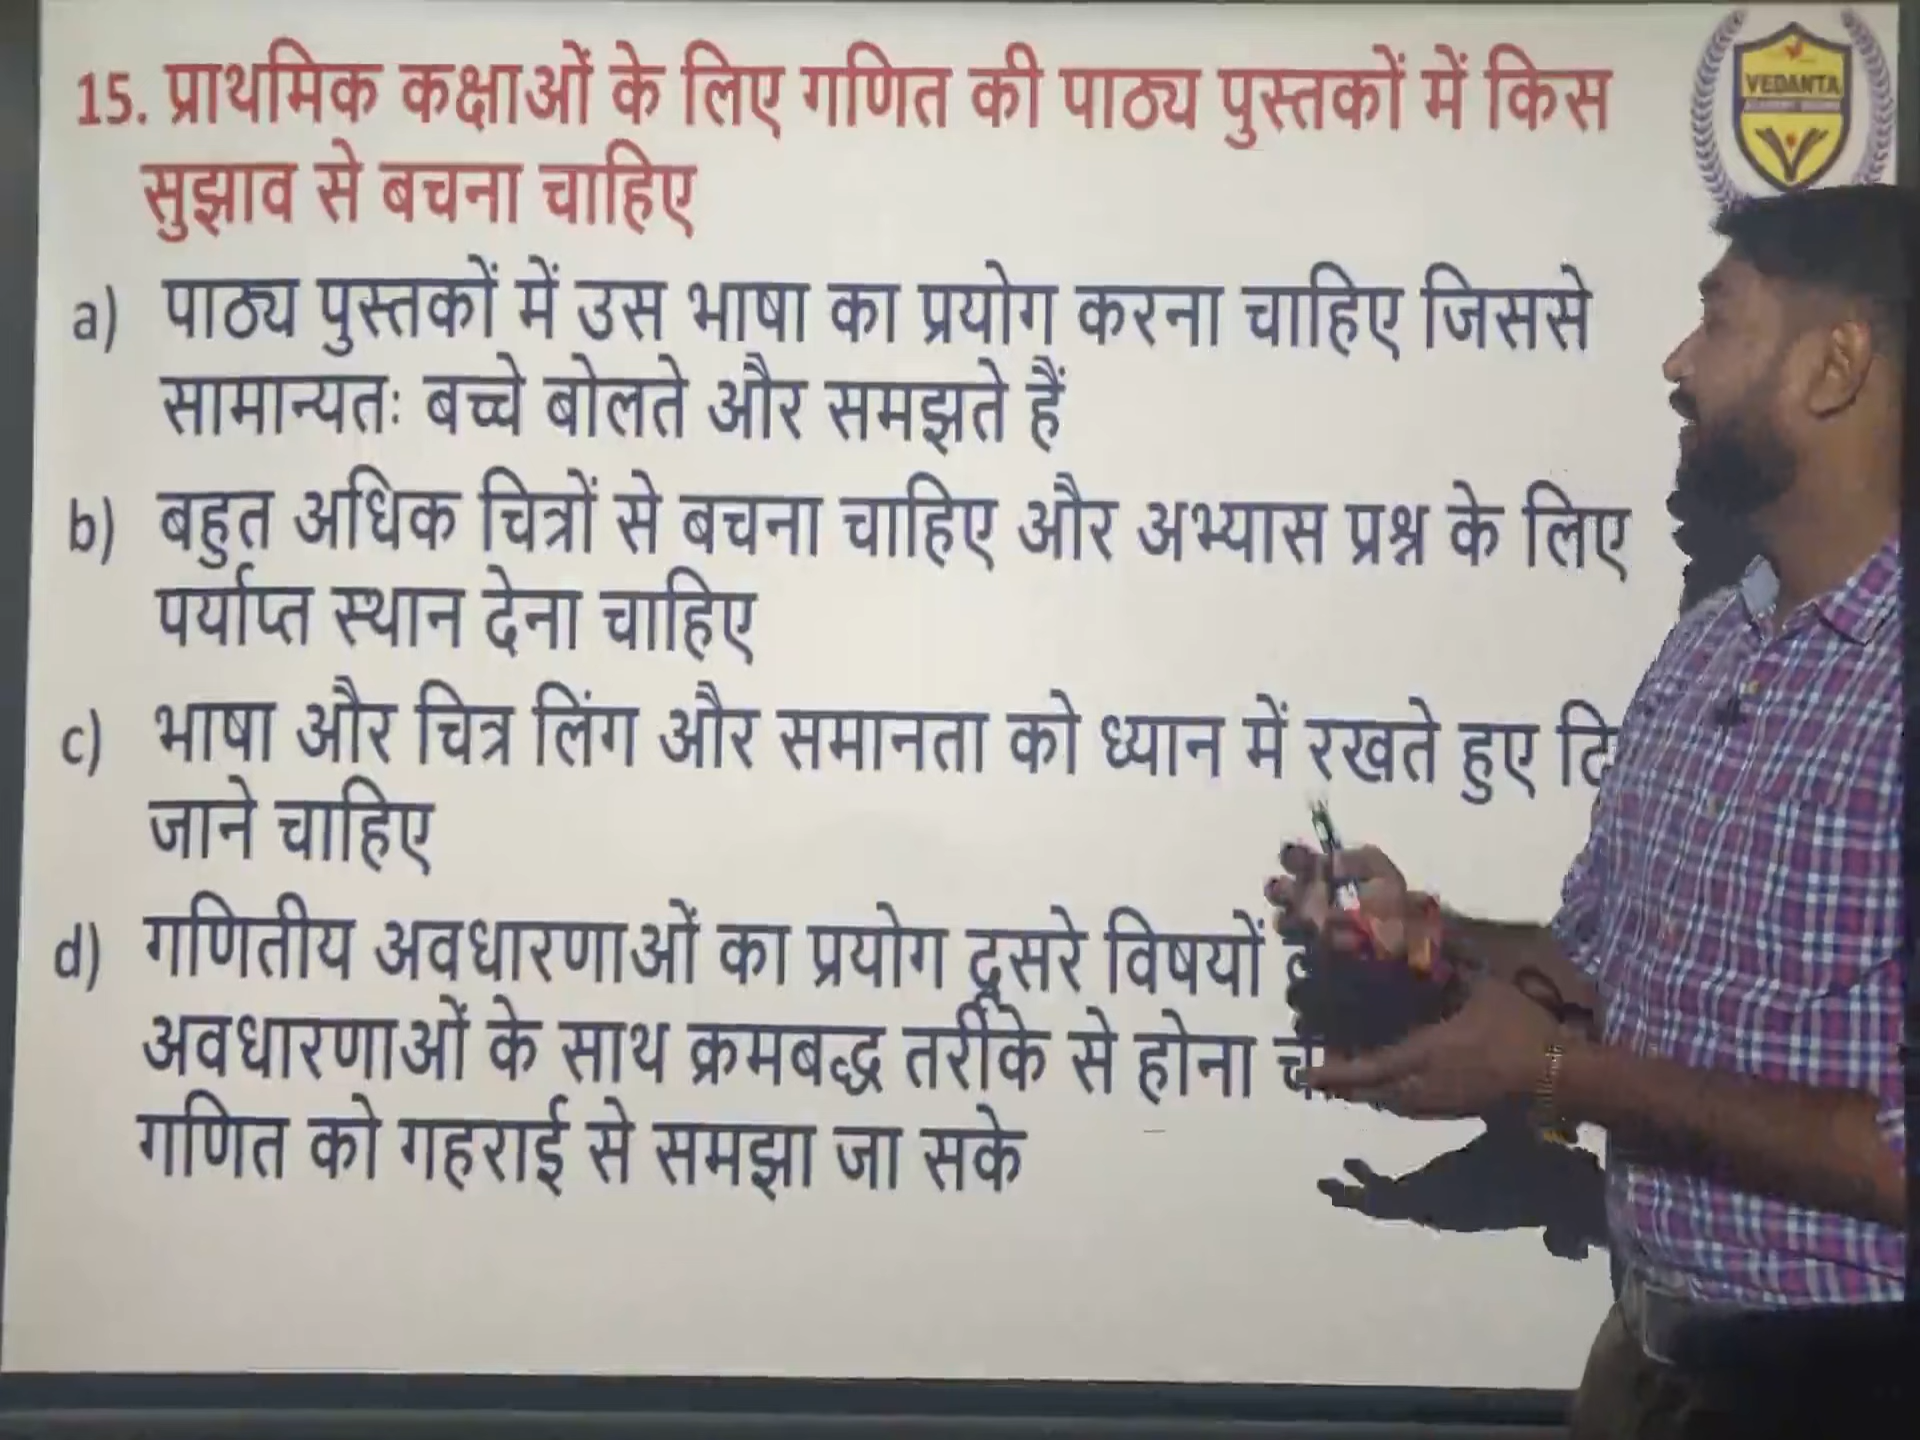 15. प्राथमिक कक्षाओं के लिए गणित की पाठ्य पुस्तकों में किस
सुझाव से बचना चाहिए
a) पाठ्य पुस्तकों में उस भाषा का प्रयोग करना चाहिए जिससे
सामान्यतः बच्चे बोलते और समझते हैं
b) बहुत अधिक चित्रों से बचना चाहिए और अभ्यास प्रश्न के लिए
पर्याप्त स्थान देना चाहिए
c) भाषा और चित्र लिंग और समानता को ध्यान में रखते हुए
जाने चाहिए
d) गणितीय अवधारणाओं का प्रयोग दूसरे विषयों
अवधारणाओं के साथ क्रमबद्ध तरीके से होना
गणित को गहराई से समझा जा सके
VEDANTA